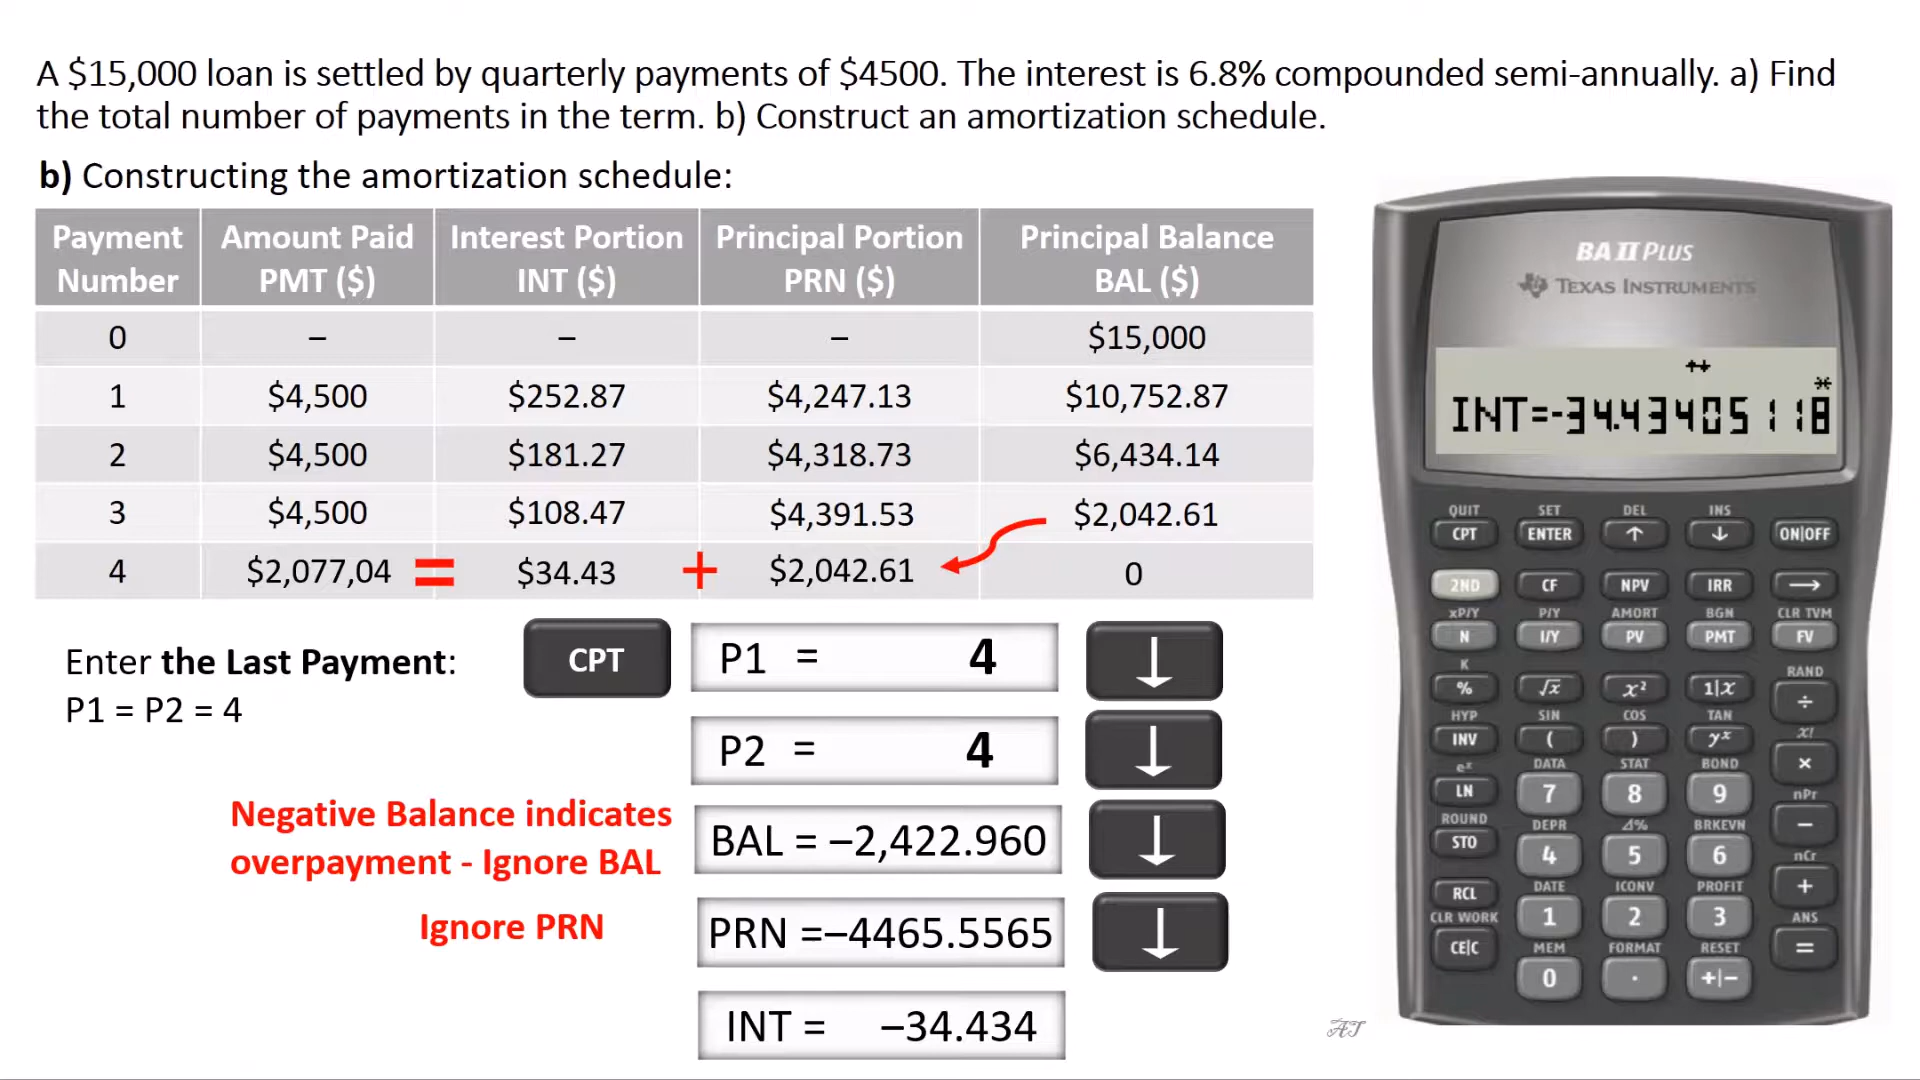 A $15,000 loan is settled by quarterly payments of $4500. The interest is 6.8% compounded semi-annually. a) Find
the total number of payments in the term. b) Construct an amortization schedule.
b) Constructing the amortization schedule:
Payment Number Amount Paid PMT ($) Interest Portion INT ($) Principal Portion PRN ($) Principal Balance BAL ($)
0 – – – $15,000
1 $4,500 $252.87 $4,247.13 $10,752.87
2 $4,500 $181.27 $4,318.73 $6,434.14
3 $4,500 $108.47 $4,391.53 $2,042.61
4 $2,077,04 = $34.43 + $2,042.61 0
Enter the Last Payment:
P1 = P2 = 4
CPT P1 = 4 ↓
P2 = 4 ↓
Negative Balance indicates
overpayment - Ignore BAL
BAL = –2,422.960 ↓
Ignore PRN
PRN =–4465.5565 ↓
INT = –34.434
BA II PLUS
TEXAS INSTRUMENTS
INT=-34.43405118
QUIT SET DEL INS
CPT ENTER ↑ ↓ ON|OFF
2ND CF NPV IRR →
xP/Y P/Y AMORT BGN CLR TVM
N I/Y PV PMT FV
K RAND
% √x x² 1|x ÷
HYP SIN COS TAN x!
INV ( ) yˣ ×
eˣ DATA STAT BOND nPr
LN 7 8 9 −
ROUND DEPR Δ% BRKEVN nCr
STO 4 5 6 +
DATE ICONV PROFIT ANS
RCL 1 2 3 =
CLR WORK MEM FORMAT RESET
CE|C 0 . +|−
AJ